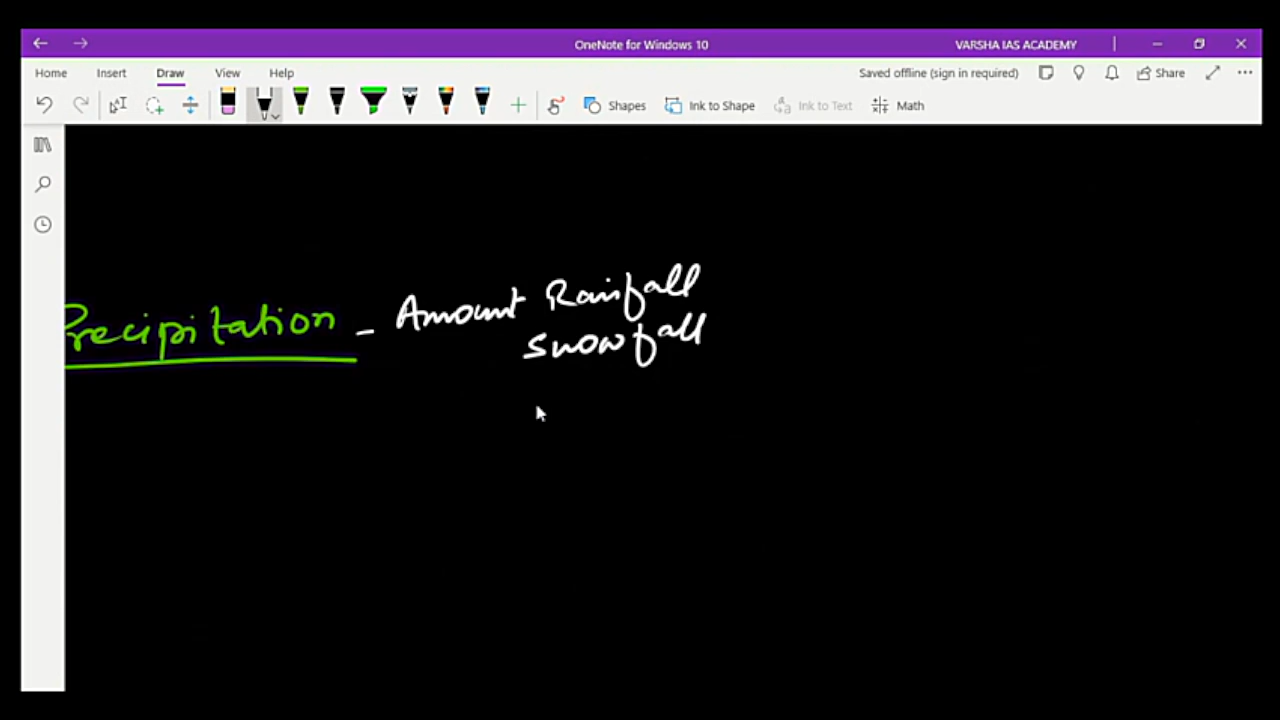 OneNote for Windows 10
VARSHA IAS ACADEMY
Home Insert Draw View Help
Saved offline (sign in required)
Share
Shapes
Ink to Shape
Ink to Text
Math
Precipitation - Amount Rainfall
snowfall